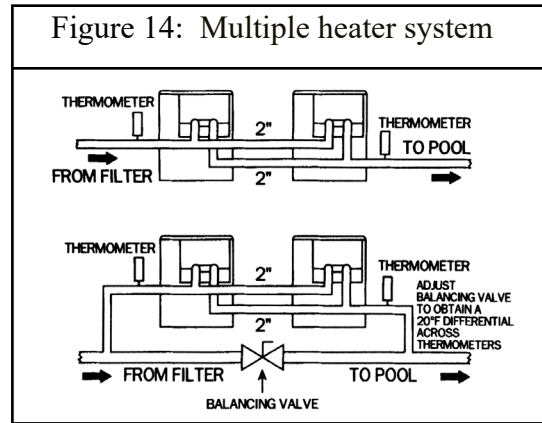 Figure 14: Multiple heater system
THERMOMETER
2"
THERMOMETER
TO POOL
FROM FILTER
2"
THERMOMETER
2"
THERMOMETER
ADJUST
BALANCING VALVE
TO OBTAIN A
20°F DIFFERENTIAL
ACROSS
THERMOMETERS
2"
FROM FILTER
TO POOL
BALANCING VALVE